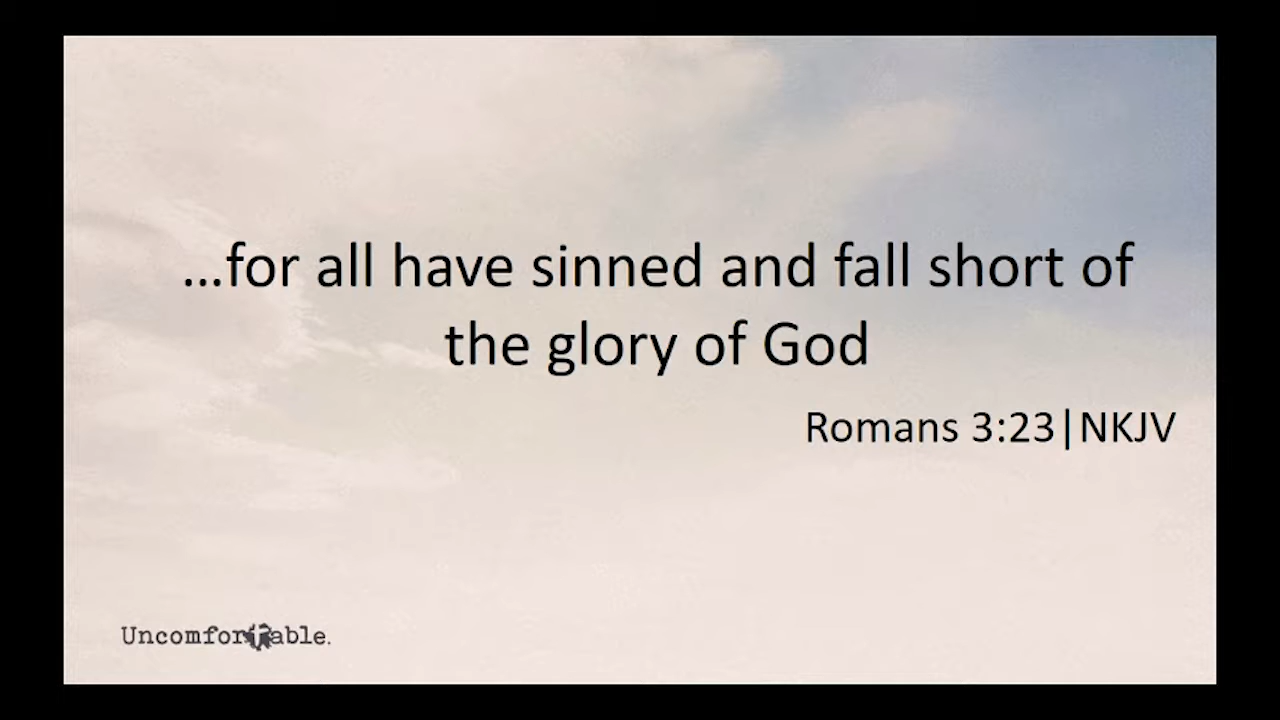 ...for all have sinned and fall short of
the glory of God
Romans 3:23|NKJV
Uncomfortable.